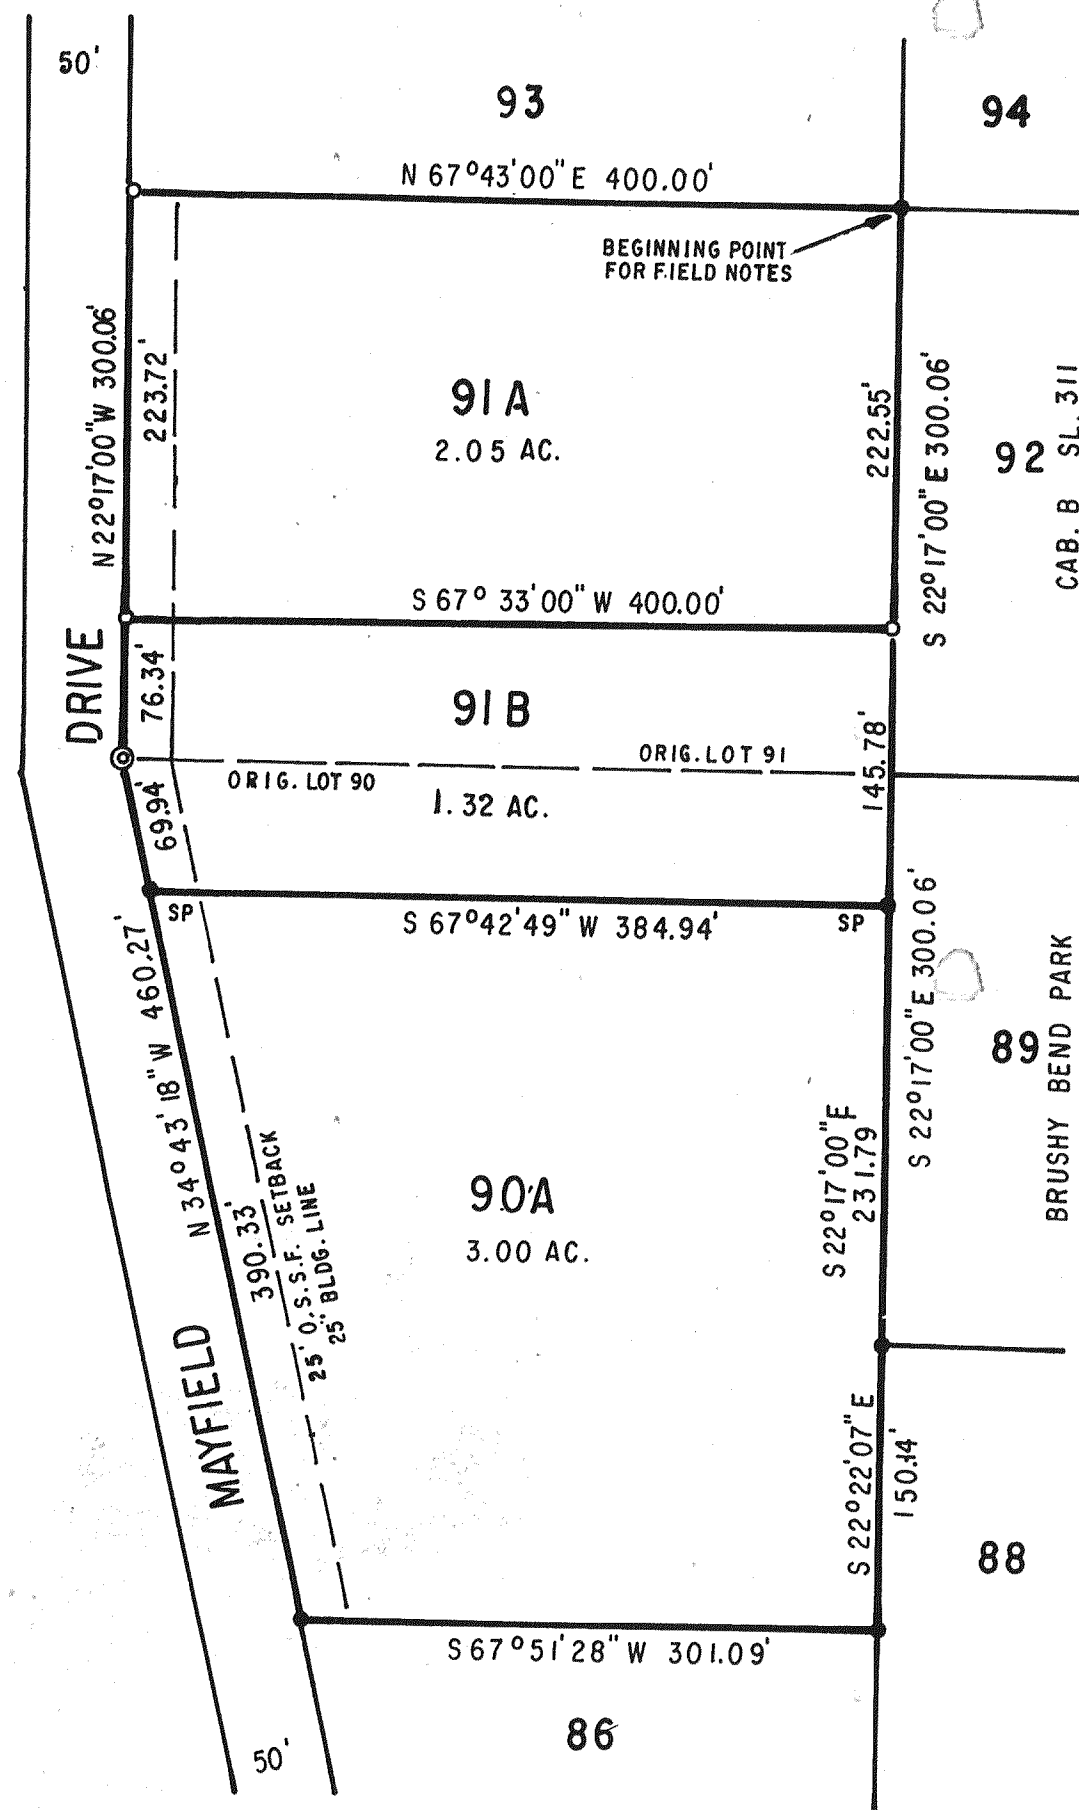 50'
93
94
N 67°43'00" E 400.00'
BEGINNING POINT
FOR FIELD NOTES
N 22°17'00" W 300.06'
223.72'
91A
2.05 AC.
222.55'
S 22°17'00" E 300.06'
92
CAB. B SL. 311
S 67° 33'00" W 400.00'
DRIVE
76.34'
91B
ORIG. LOT 91
ORIG. LOT 90
145.78'
1.32 AC.
69.94'
SP
S 67°42'49" W 384.94'
SP
N 34°43'18" W 460.27'
S 22°17'00" E 300.06'
89
BRUSHY BEND PARK
390.33'
25' O.S.S.F. SETBACK
25' BLDG. LINE
90A
3.00 AC.
S 22°17'00" E
231.79
MAYFIELD
S 22°22'07" E
150.14'
88
S 67°51'28" W 301.09'
86
50'